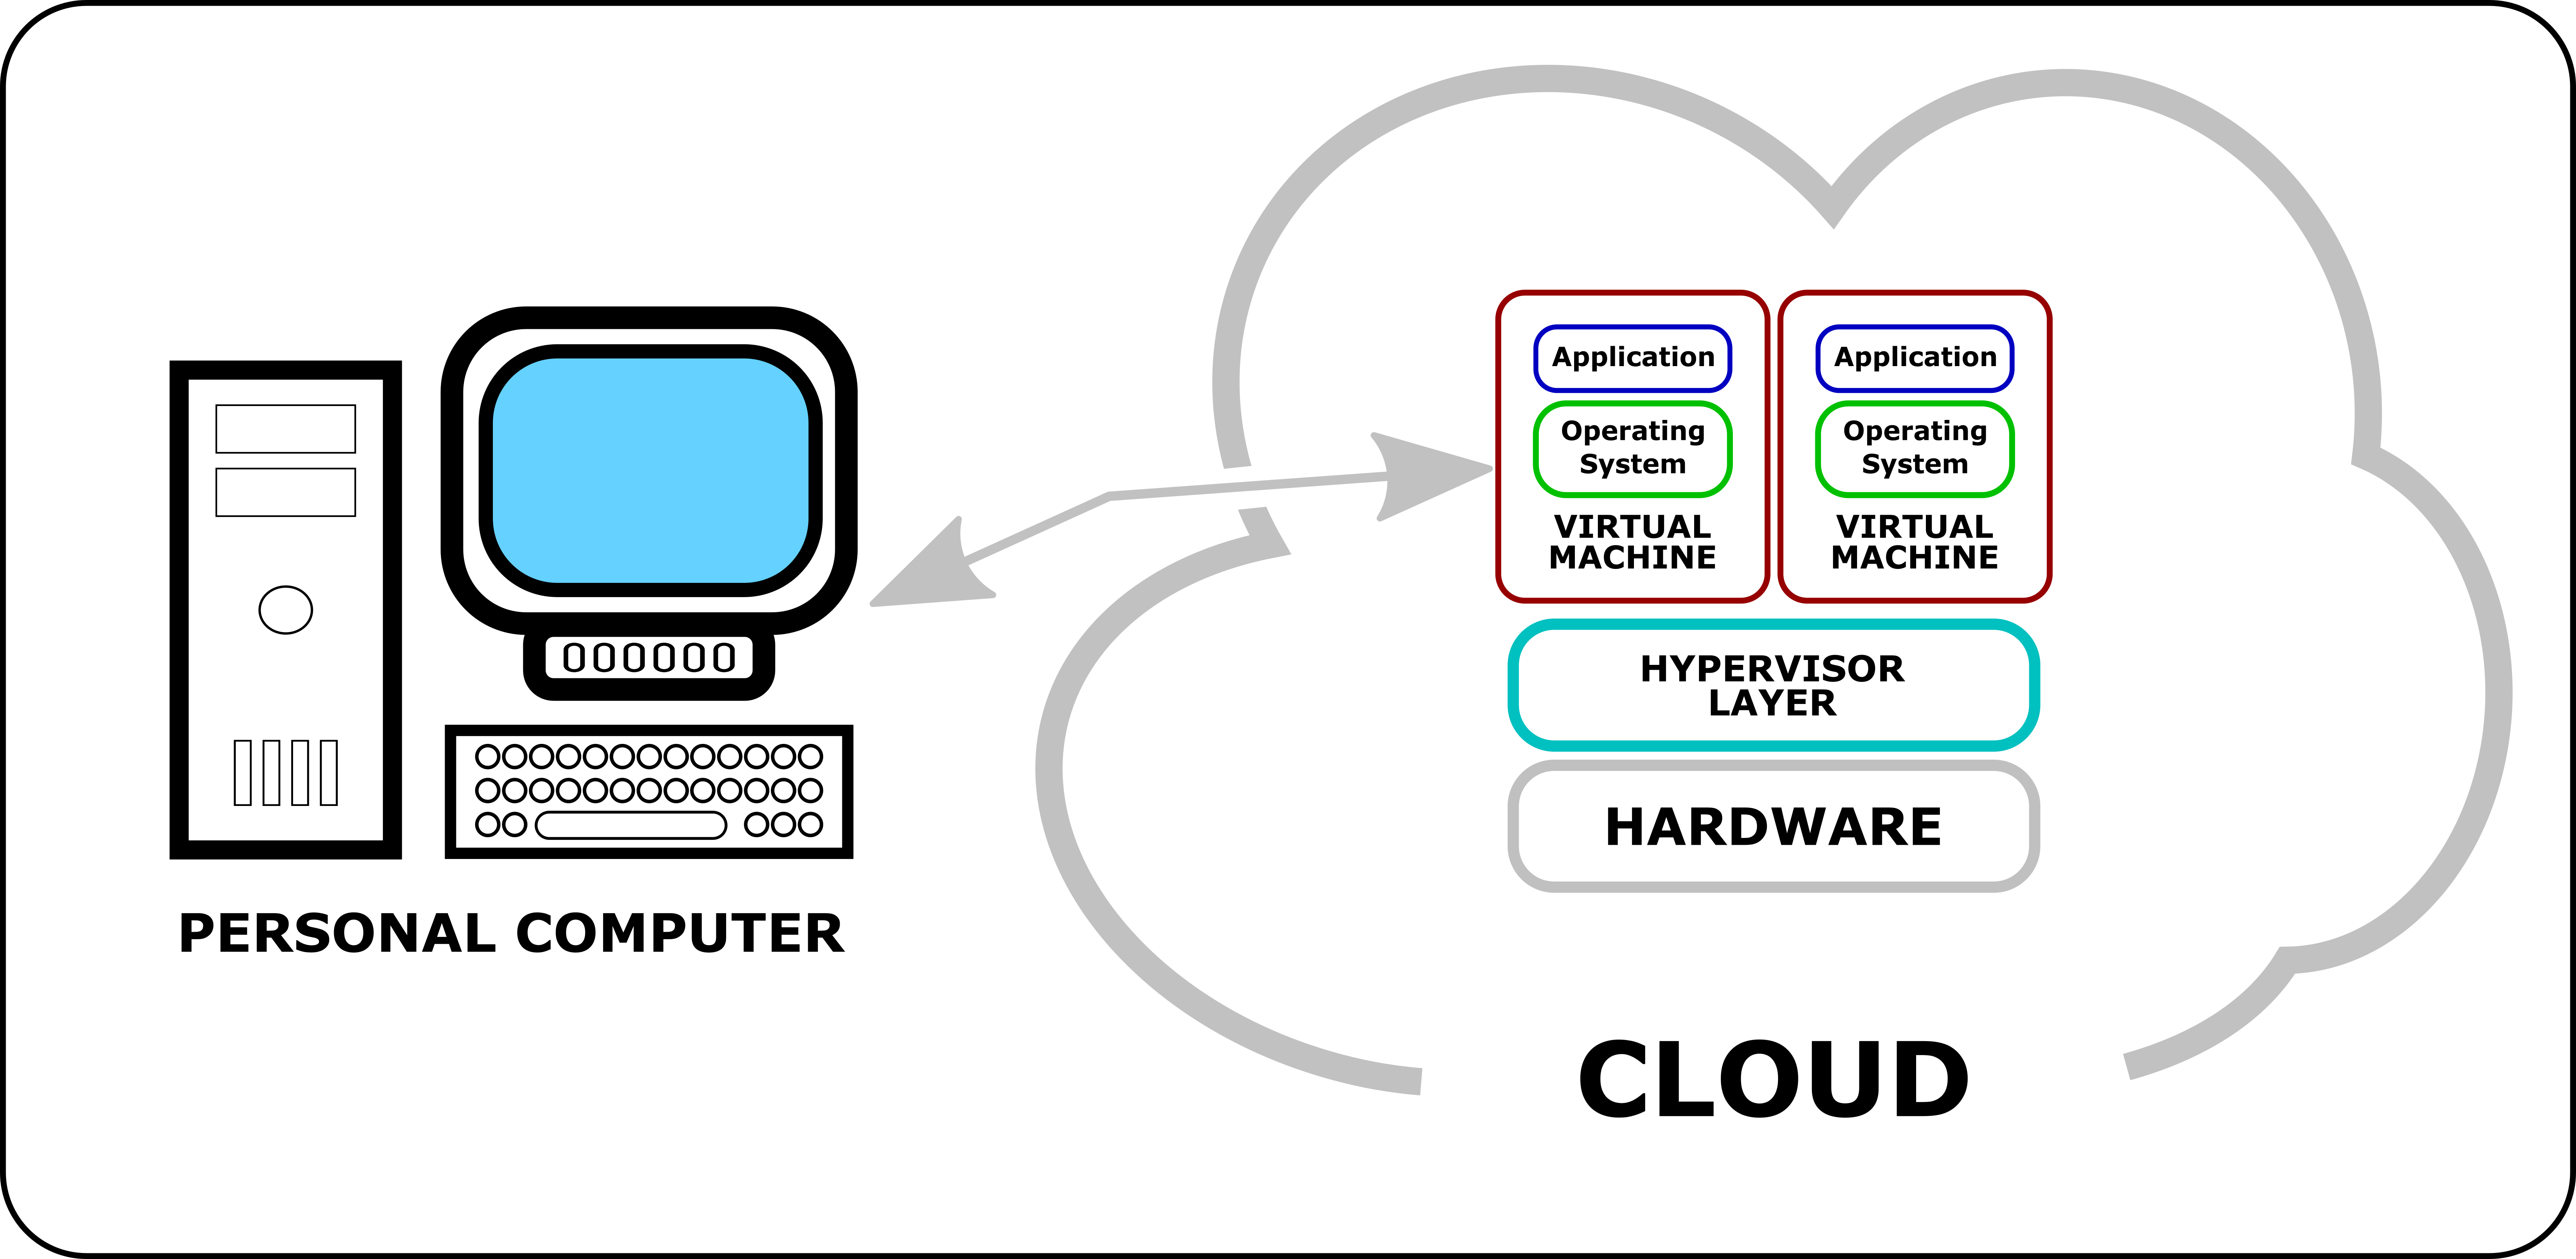 Application
Operating
System
VIRTUAL
MACHINE
Application
Operating
System
VIRTUAL
MACHINE
HYPERVISOR
LAYER
HARDWARE
PERSONAL COMPUTER
CLOUD